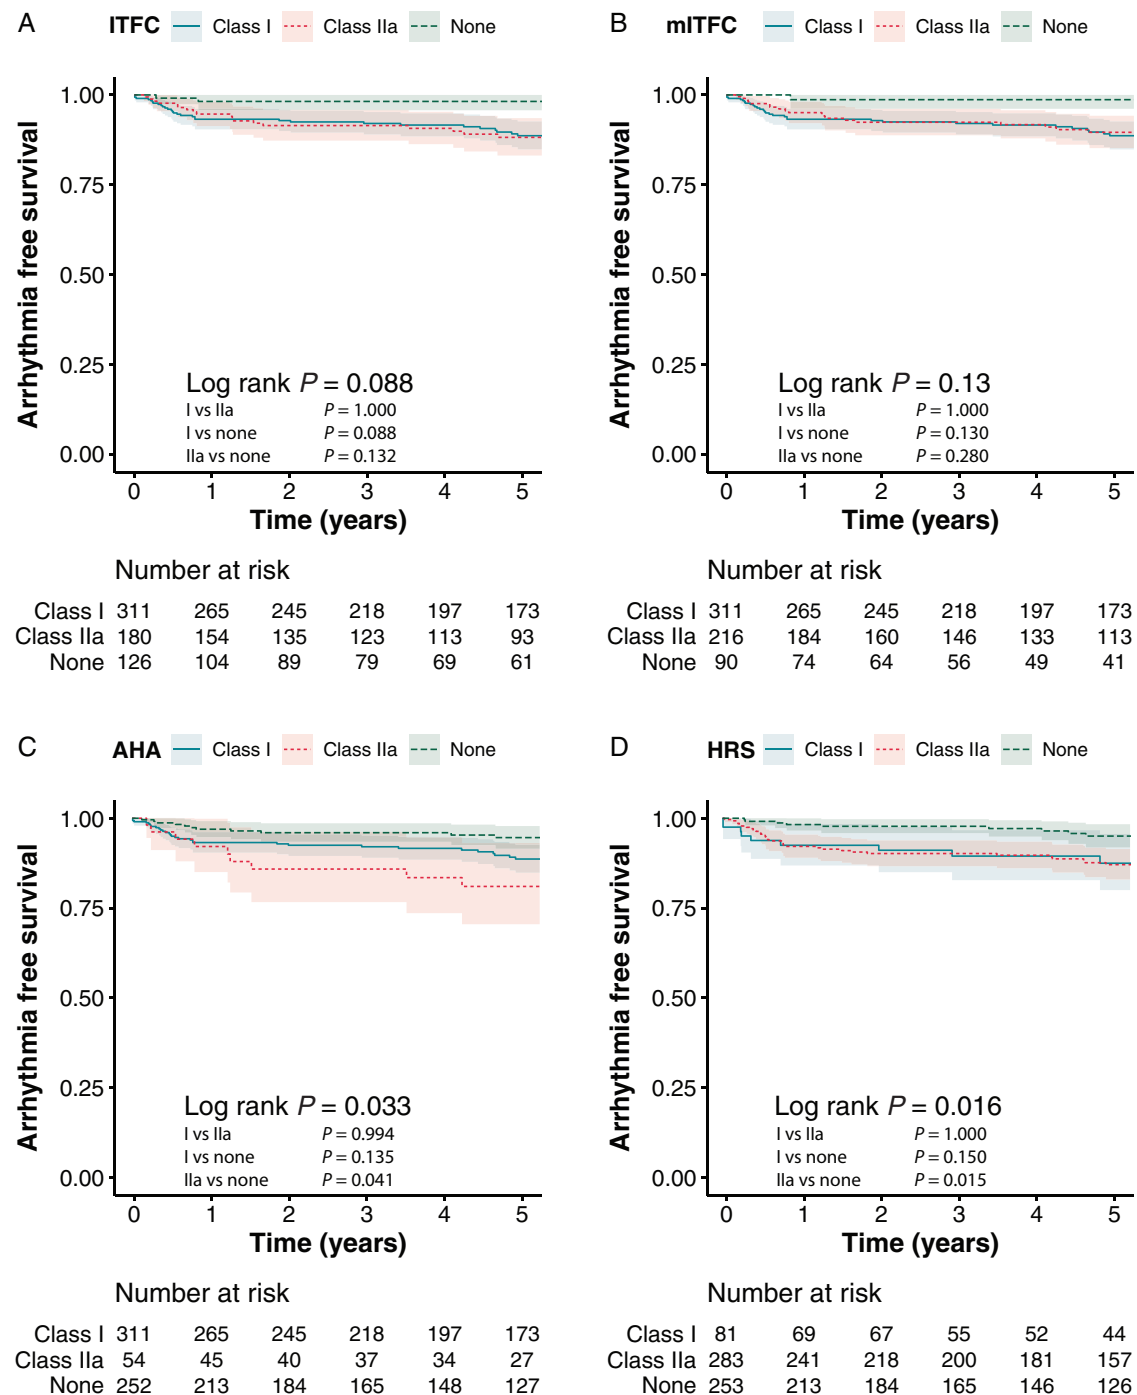 A ITFC Class I Class IIa None
Arrhythmia free survival
1.00
0.75
0.50
0.25
0.00
Log rank P = 0.088
I vs IIa P = 1.000
I vs none P = 0.088
IIa vs none P = 0.132
0 1 2 3 4 5
Time (years)
Number at risk
Class I 311 265 245 218 197 173
Class IIa 180 154 135 123 113 93
None 126 104 89 79 69 61
B mITFC Class I Class IIa None
Arrhythmia free survival
1.00
0.75
0.50
0.25
0.00
Log rank P = 0.13
I vs IIa P = 1.000
I vs none P = 0.130
IIa vs none P = 0.280
0 1 2 3 4 5
Time (years)
Number at risk
Class I 311 265 245 218 197 173
Class IIa 216 184 160 146 133 113
None 90 74 64 56 49 41
C AHA Class I Class IIa None
Arrhythmia free survival
1.00
0.75
0.50
0.25
0.00
Log rank P = 0.033
I vs IIa P = 0.994
I vs none P = 0.135
IIa vs none P = 0.041
0 1 2 3 4 5
Time (years)
Number at risk
Class I 311 265 245 218 197 173
Class IIa 54 45 40 37 34 27
None 252 213 184 165 148 127
D HRS Class I Class IIa None
Arrhythmia free survival
1.00
0.75
0.50
0.25
0.00
Log rank P = 0.016
I vs IIa P = 1.000
I vs none P = 0.150
IIa vs none P = 0.015
0 1 2 3 4 5
Time (years)
Number at risk
Class I 81 69 67 55 52 44
Class IIa 283 241 218 200 181 157
None 253 213 184 165 146 126